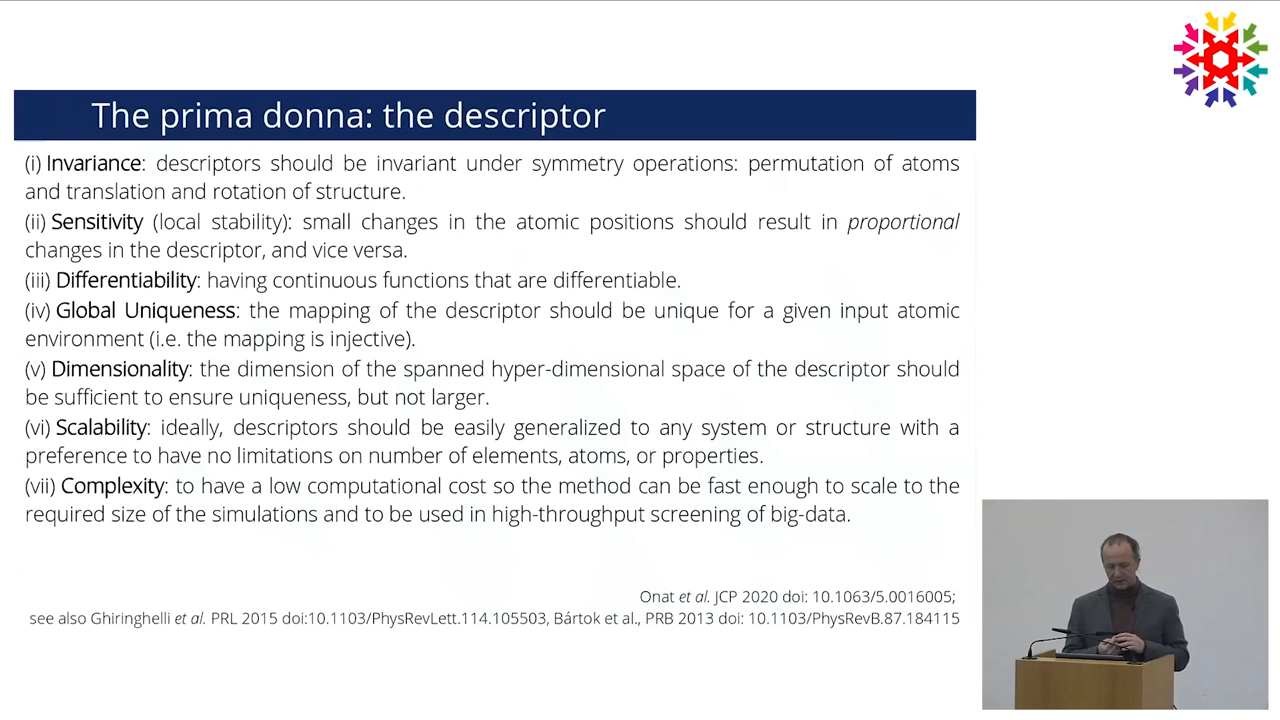 The prima donna: the descriptor
(i) Invariance: descriptors should be invariant under symmetry operations: permutation of atoms
and translation and rotation of structure.
(ii) Sensitivity (local stability): small changes in the atomic positions should result in proportional
changes in the descriptor, and vice versa.
(iii) Differentiability: having continuous functions that are differentiable.
(iv) Global Uniqueness: the mapping of the descriptor should be unique for a given input atomic
environment (i.e. the mapping is injective).
(v) Dimensionality: the dimension of the spanned hyper-dimensional space of the descriptor should
be sufficient to ensure uniqueness, but not larger.
(vi) Scalability: ideally, descriptors should be easily generalized to any system or structure with a
preference to have no limitations on number of elements, atoms, or properties.
(vii) Complexity: to have a low computational cost so the method can be fast enough to scale to the
required size of the simulations and to be used in high-throughput screening of big-data.
Onat et al. JCP 2020 doi: 10.1063/5.0016005;
see also Ghiringhelli et al. PRL 2015 doi:10.1103/PhysRevLett.114.105503, Bártok et al., PRB 2013 doi: 10.1103/PhysRevB.87.184115